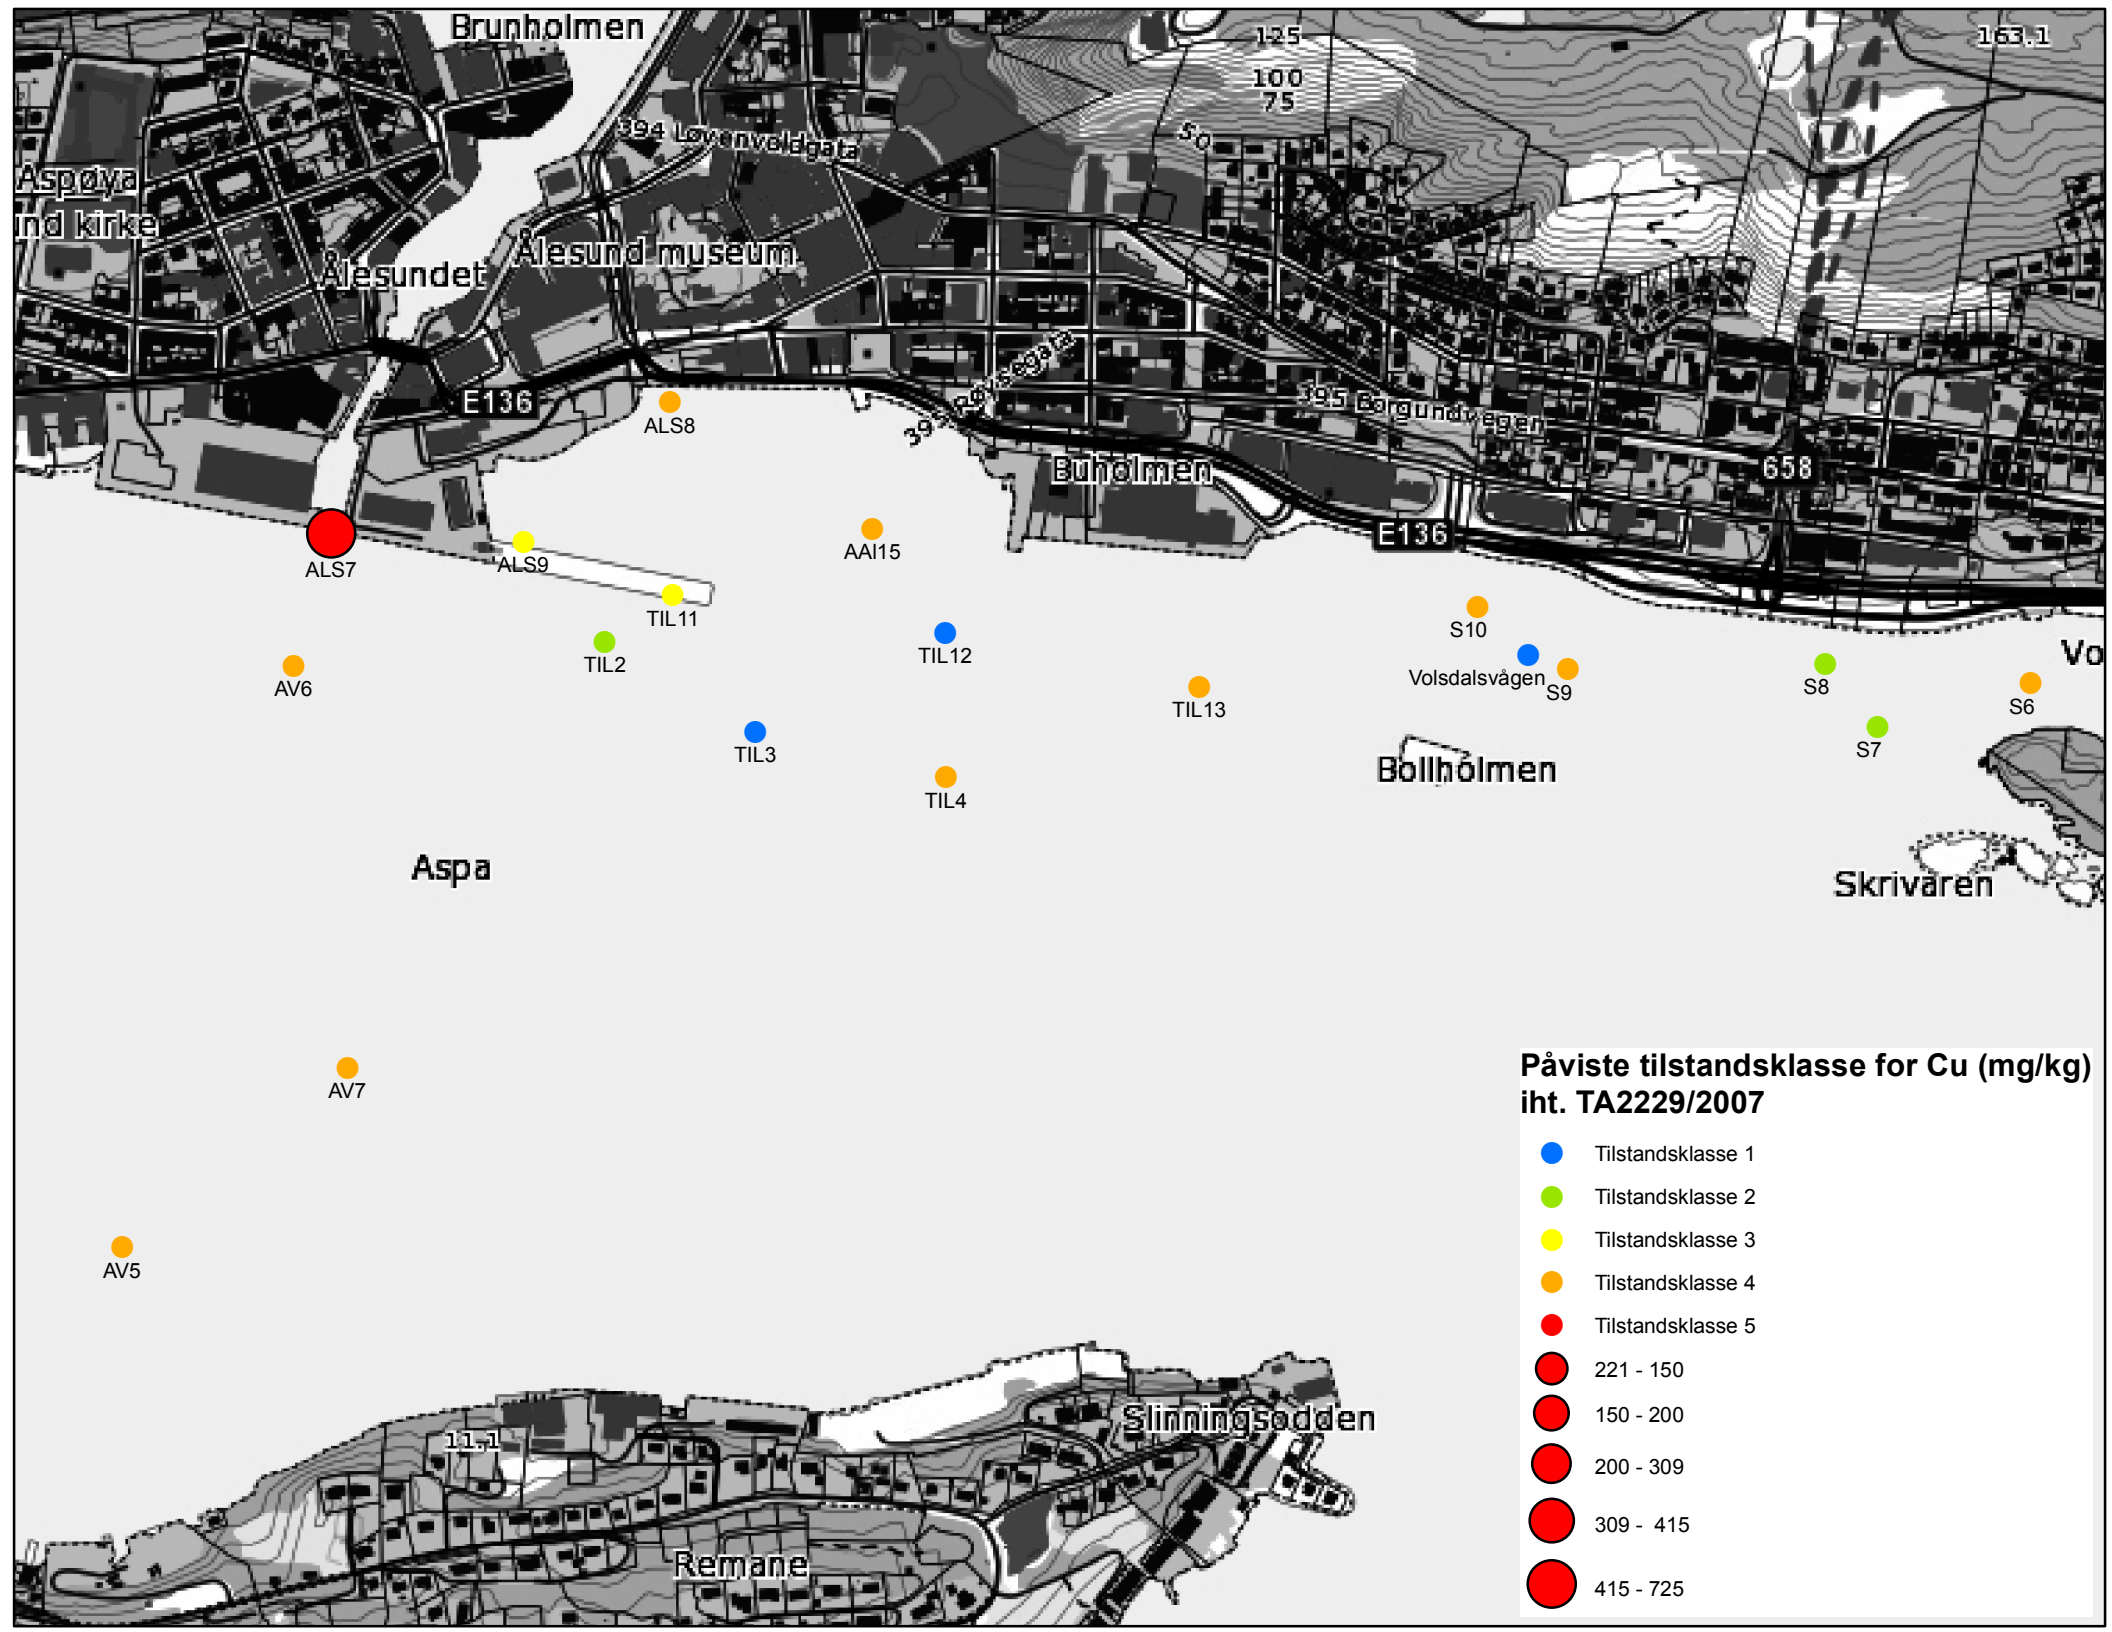 Brunholmen
125
163.1
100
75
50
394 Løvenvoldgata
Aspøya
und kirke
Ålesund museum
Ålesundet
395 Borgundvegen
E136
ALS8
Buholmen
658
E136
AAI15
ALS7
ALS9
TIL11
S10
TIL12
TIL2
Vo
AV6
Volsdalsvågen
S9
S8
TIL13
S6
TIL3
S7
Bollholmen
TIL4
Aspa
Skrivaren
AV7
AV5
Påviste tilstandsklasse for Cu (mg/kg)
iht. TA2229/2007
Tilstandsklasse 1
Tilstandsklasse 2
Tilstandsklasse 3
Tilstandsklasse 4
Tilstandsklasse 5
221 - 150
150 - 200
200 - 309
309 -  415
415 - 725
Slinningsodden
11.1
Remane